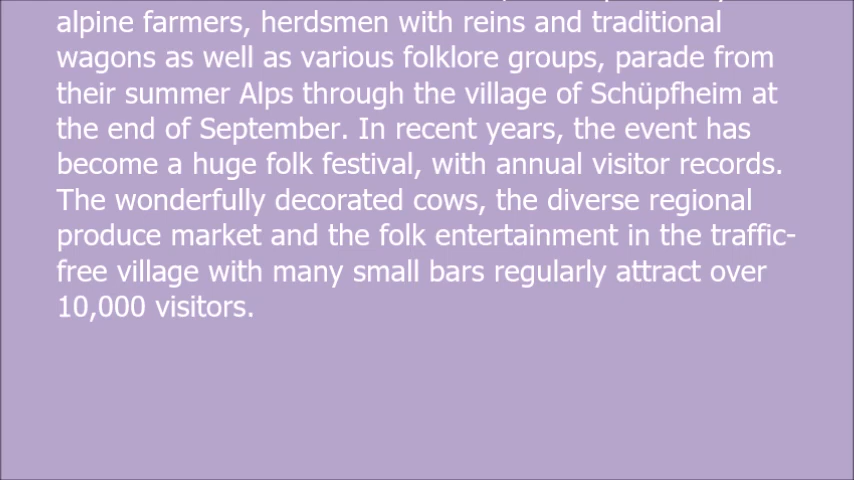 alpine farmers, herdsmen with reins and traditional
wagons as well as various folklore groups, parade from
their summer Alps through the village of Schüpfheim at
the end of September. In recent years, the event has
become a huge folk festival, with annual visitor records.
The wonderfully decorated cows, the diverse regional
produce market and the folk entertainment in the traffic-
free village with many small bars regularly attract over
10,000 visitors.